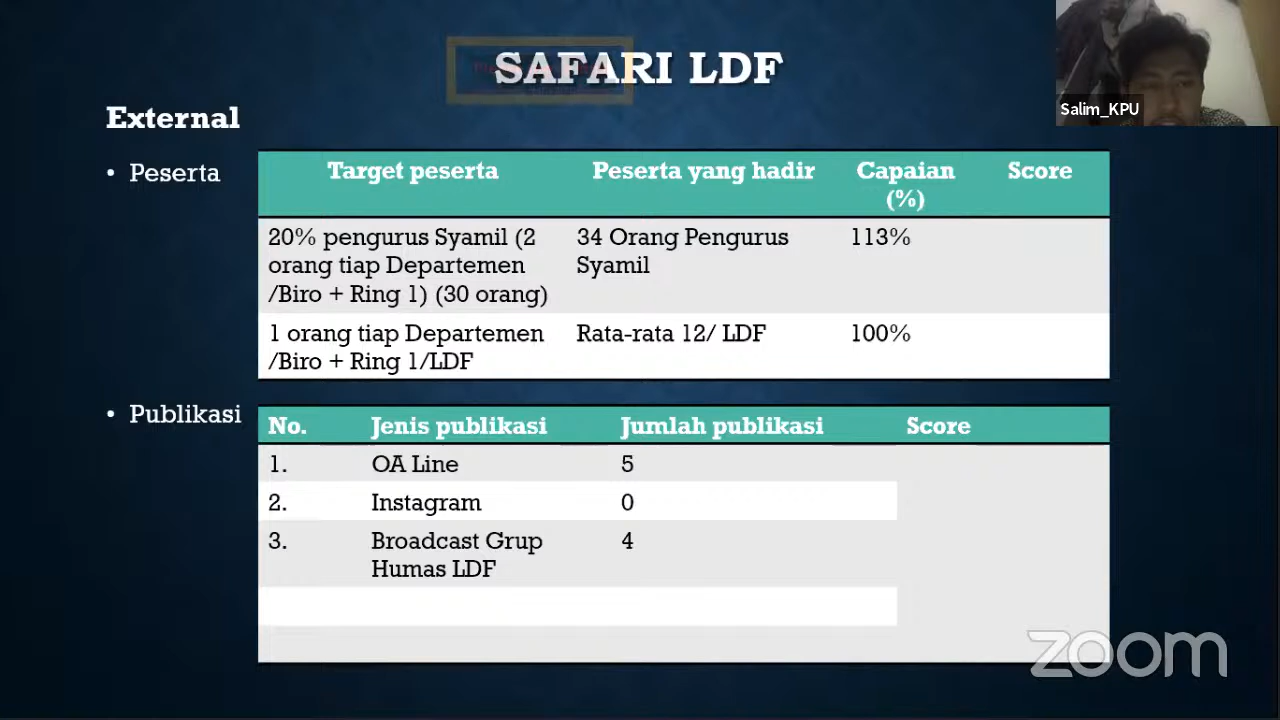 SAFARI LDF
Salim_KPU
External
• Peserta
Target peserta Peserta yang hadir Capaian (%) Score
20% pengurus Syamil (2 orang tiap Departemen /Biro + Ring 1) (30 orang) 34 Orang Pengurus Syamil 113%
1 orang tiap Departemen /Biro + Ring 1/LDF Rata-rata 12/ LDF 100%
• Publikasi
No. Jenis publikasi Jumlah publikasi Score
1. OA Line 5
2. Instagram 0
3. Broadcast Grup Humas LDF 4
zoom